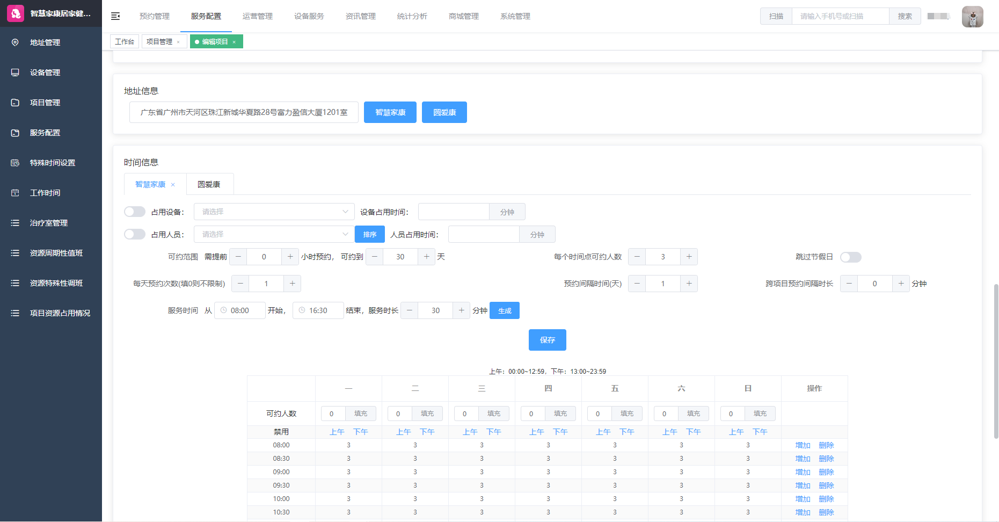 智慧家康居家健...
预约管理 服务配置 运营管理 设备服务 资讯管理 统计分析 商城管理 系统管理
扫描 请输入手机号或扫描 搜索
工作台 项目管理 × 编辑项目 ×
地址管理
设备管理
项目管理
服务配置
特殊时间设置
工作时间
治疗室管理
资源周期性值班
资源特殊性调班
项目资源占用情况
地址信息
广东省广州市天河区珠江新城华夏路28号富力盈信大厦1201室 智慧家康 圆爱康
时间信息
智慧家康 × 圆爱康
占用设备： 请选择 设备占用时间： 分钟
占用人员： 请选择 排序 人员占用时间： 分钟
可约范围 需提前 − 0 + 小时预约， 可约到 − 30 + 天 每个时间点可约人数 − 3 + 跳过节假日
每天预约次数(填0则不限制) − 1 + 预约间隔时间(天) − 1 + 跨项目预约间隔时长 − 0 + 分钟
服务时间 从 08:00 开始， 16:30 结束，服务时长 − 30 + 分钟 生成
保存
上午：00:00~12:59，下午：13:00~23:59
一 二 三 四 五 六 日 操作
可约人数 0 填充 0 填充 0 填充 0 填充 0 填充 0 填充 0 填充
禁用 上午 下午 上午 下午 上午 下午 上午 下午 上午 下午 上午 下午 上午 下午
08:00 3 3 3 3 3 3 3 增加 删除
08:30 3 3 3 3 3 3 3 增加 删除
09:00 3 3 3 3 3 3 3 增加 删除
09:30 3 3 3 3 3 3 3 增加 删除
10:00 3 3 3 3 3 3 3 增加 删除
10:30 3 3 3 3 3 3 3 增加 删除